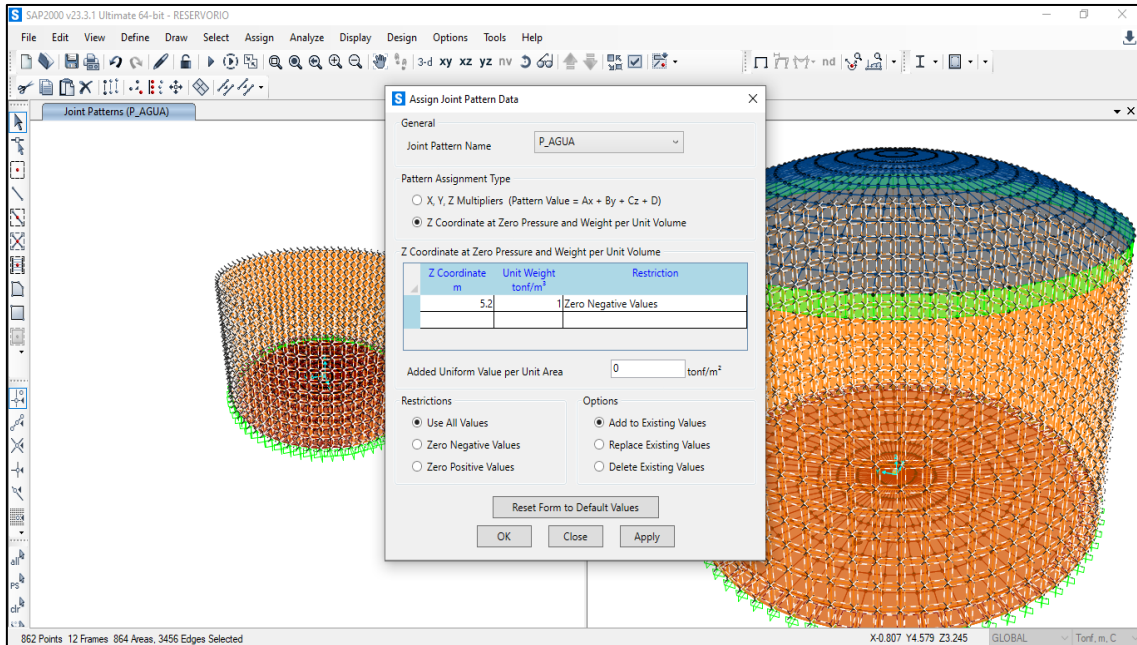 SAP2000 v23.3.1 Ultimate 64-bit - RESERVORIO
File Edit View Define Draw Select Assign Analyze Display Design Options Tools Help
3-d xy xz yz nv nd
Joint Patterns (P_AGUA)
Assign Joint Pattern Data
General
Joint Pattern Name P_AGUA
Pattern Assignment Type
X, Y, Z Multipliers (Pattern Value = Ax + By + Cz + D)
Z Coordinate at Zero Pressure and Weight per Unit Volume
Z Coordinate at Zero Pressure and Weight per Unit Volume
Z Coordinate Unit Weight Restriction
m tonf/m³
5.2 1 Zero Negative Values
Added Uniform Value per Unit Area 0 tonf/m²
Restrictions Options
Use All Values Add to Existing Values
Zero Negative Values Replace Existing Values
Zero Positive Values Delete Existing Values
Reset Form to Default Values
OK Close Apply
all
PS
clr
862 Points 12 Frames 864 Areas, 3456 Edges Selected X-0.807 Y4.579 Z3.245 GLOBAL Tonf, m, C